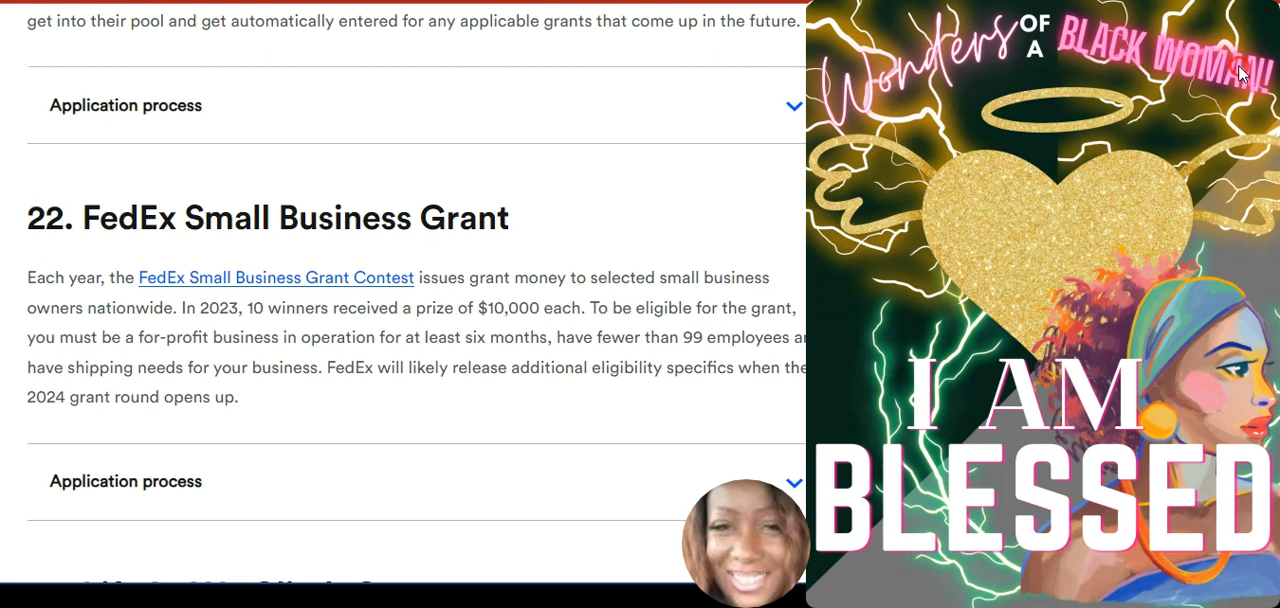 get into their pool and get automatically entered for any applicable grants that come up in the future.
Application process
22. FedEx Small Business Grant
Each year, the FedEx Small Business Grant Contest issues grant money to selected small business
owners nationwide. In 2023, 10 winners received a prize of $10,000 each. To be eligible for the grant,
you must be a for-profit business in operation for at least six months, have fewer than 99 employees
have shipping needs for your business. FedEx will likely release additional eligibility specifics when the
2024 grant round opens up.
Application process
Wonders OF A BLACK WOMAN!
I AM
BLESSED